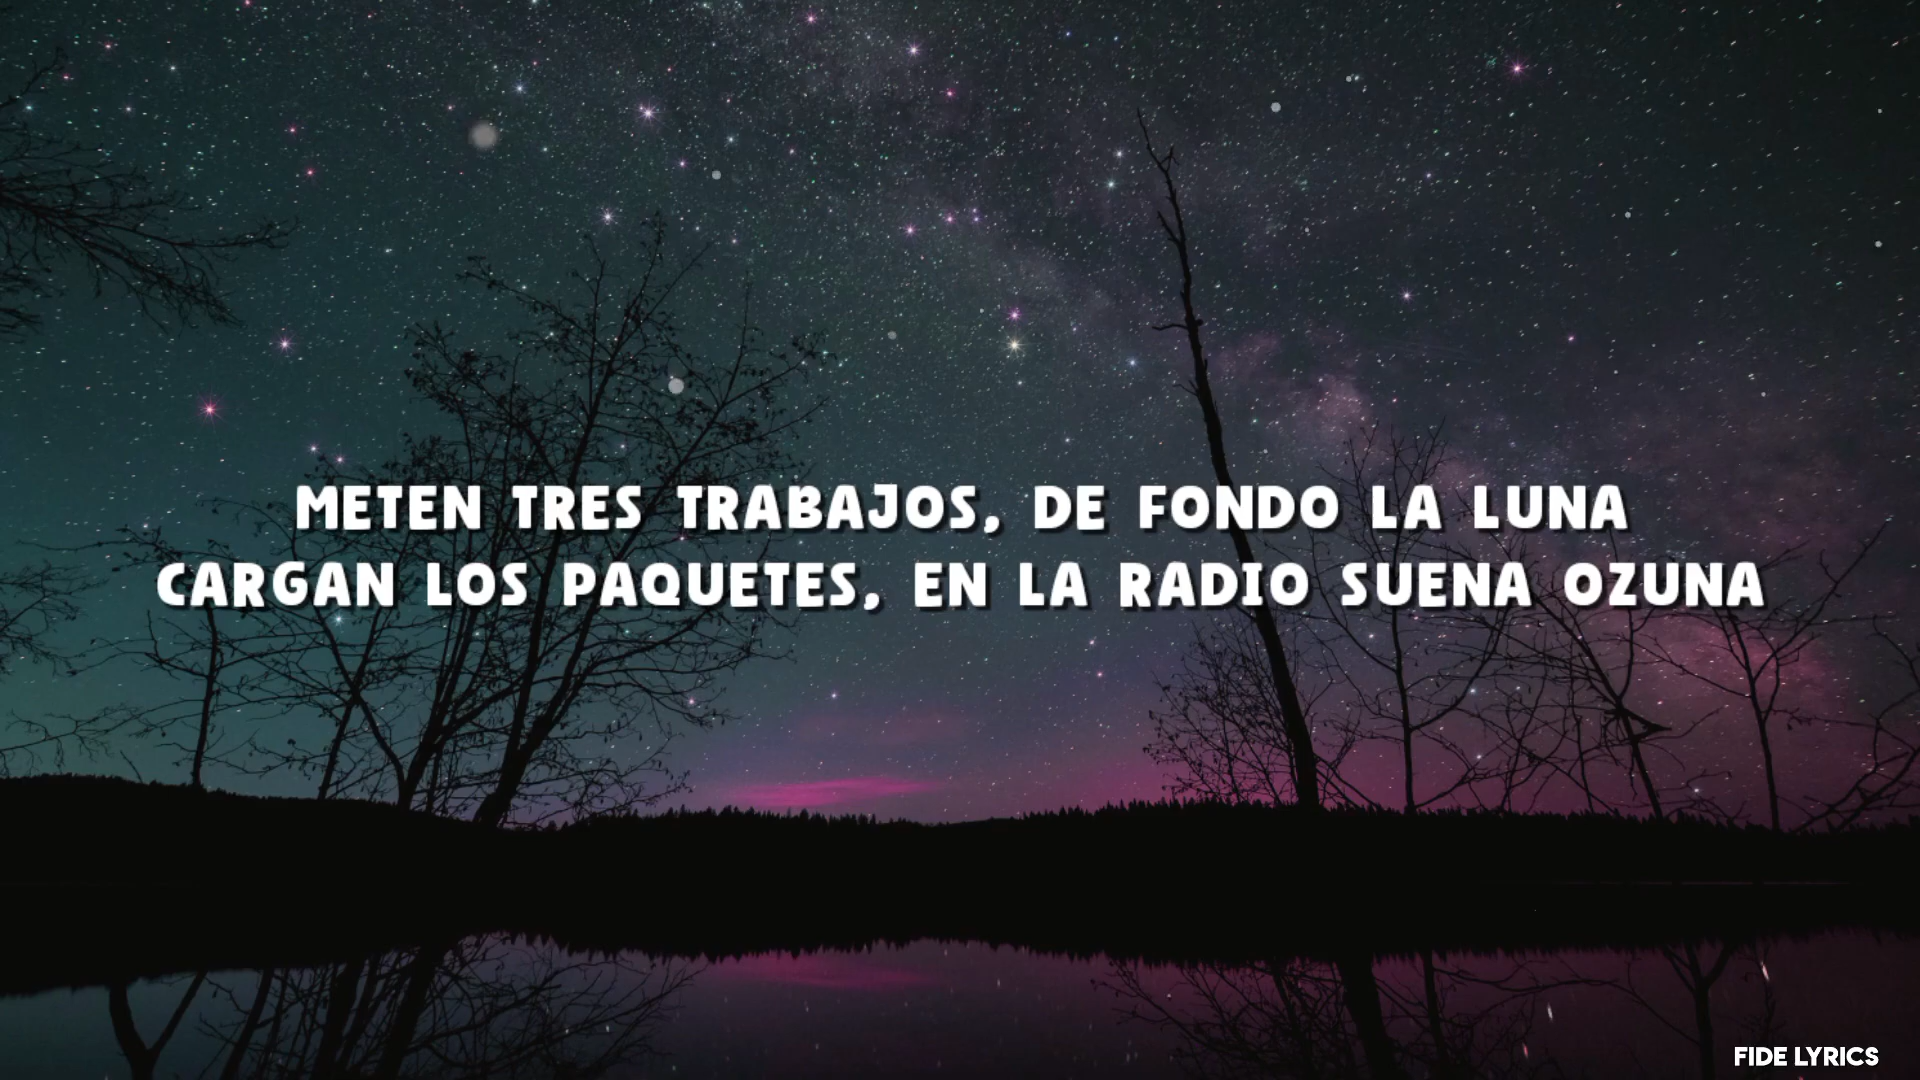 METEN TRES TRABAJOS, DE FONDO LA LUNA
CARGAN LOS PAQUETES, EN LA RADIO SUENA OZUNA
FIDE LYRICS